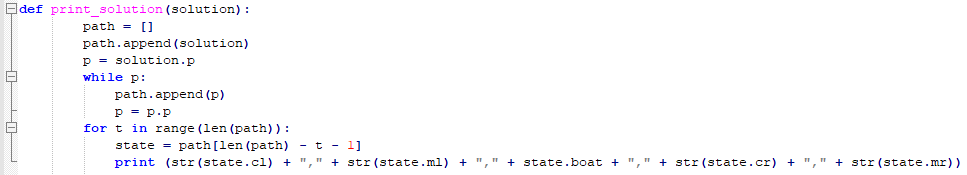 def print_solution(solution):
        path = []
        path.append(solution)
        p = solution.p
        while p:
            path.append(p)
            p = p.p
        for t in range(len(path)):
            state = path[len(path) - t - 1]
            print (str(state.cl) + "," + str(state.ml) + "," + state.boat + "," + str(state.cr) + "," + str(state.mr))